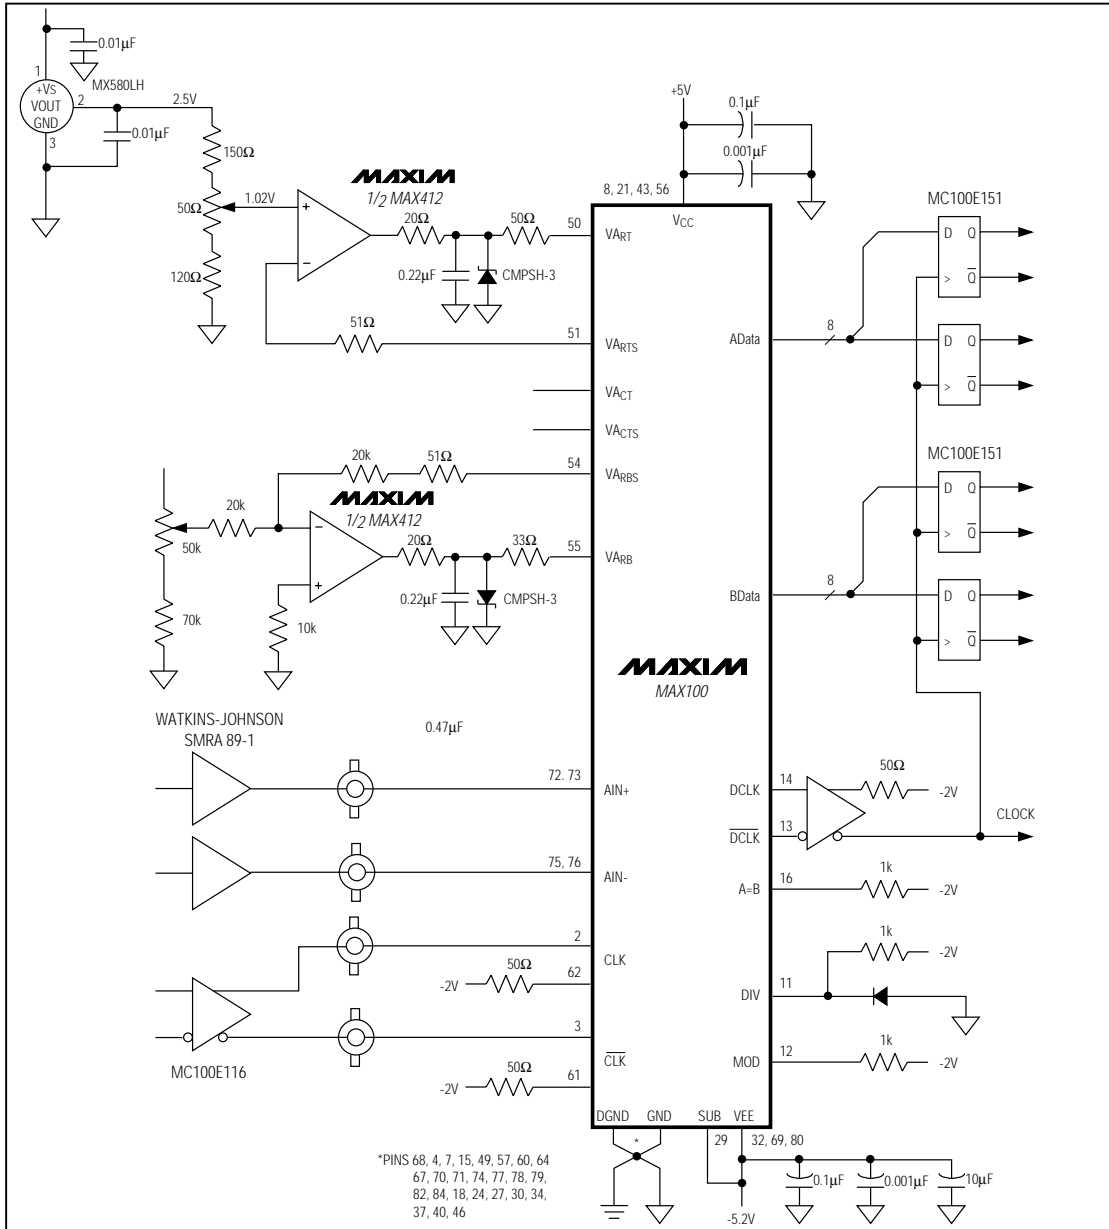 0.01µF
1
+VS
VOUT
GND
3
MX580LH
2
2.5V
0.01µF
150Ω
50Ω
1.02V
120Ω
MAXIM
1/2 MAX412
+
−
20Ω
50Ω
50
0.22µF
CMPSH-3
51Ω
51
20k
51Ω
54
MAXIM
1/2 MAX412
20k
50k
70k
−
+
10k
20Ω
33Ω
55
0.22µF
CMPSH-3
WATKINS-JOHNSON
SMRA 89-1
0.47µF
72. 73
75, 76
2
-2V
50Ω
62
3
-2V
50Ω
61
MC100E116
+5V
0.1µF
0.001µF
8, 21, 43, 56
VCC
VART
VARTS
VACT
VACTS
VARBS
VARB
MAXIM
MAX100
AIN+
AIN-
CLK
CLK
AData
BData
DCLK
DCLK
A=B
DIV
MOD
DGND
GND
SUB
VEE
8
8
MC100E151
D Q
> Q
D Q
> Q
MC100E151
D Q
> Q
D Q
> Q
14
50Ω
-2V
13
CLOCK
16
1k
-2V
1k
-2V
11
12
1k
-2V
*
29
32, 69, 80
0.1µF
0.001µF
10µF
-5.2V
*PINS 68, 4, 7, 15, 49, 57, 60, 64
67, 70, 71, 74, 77, 78, 79,
82, 84, 18, 24, 27, 30, 34,
37, 40, 46